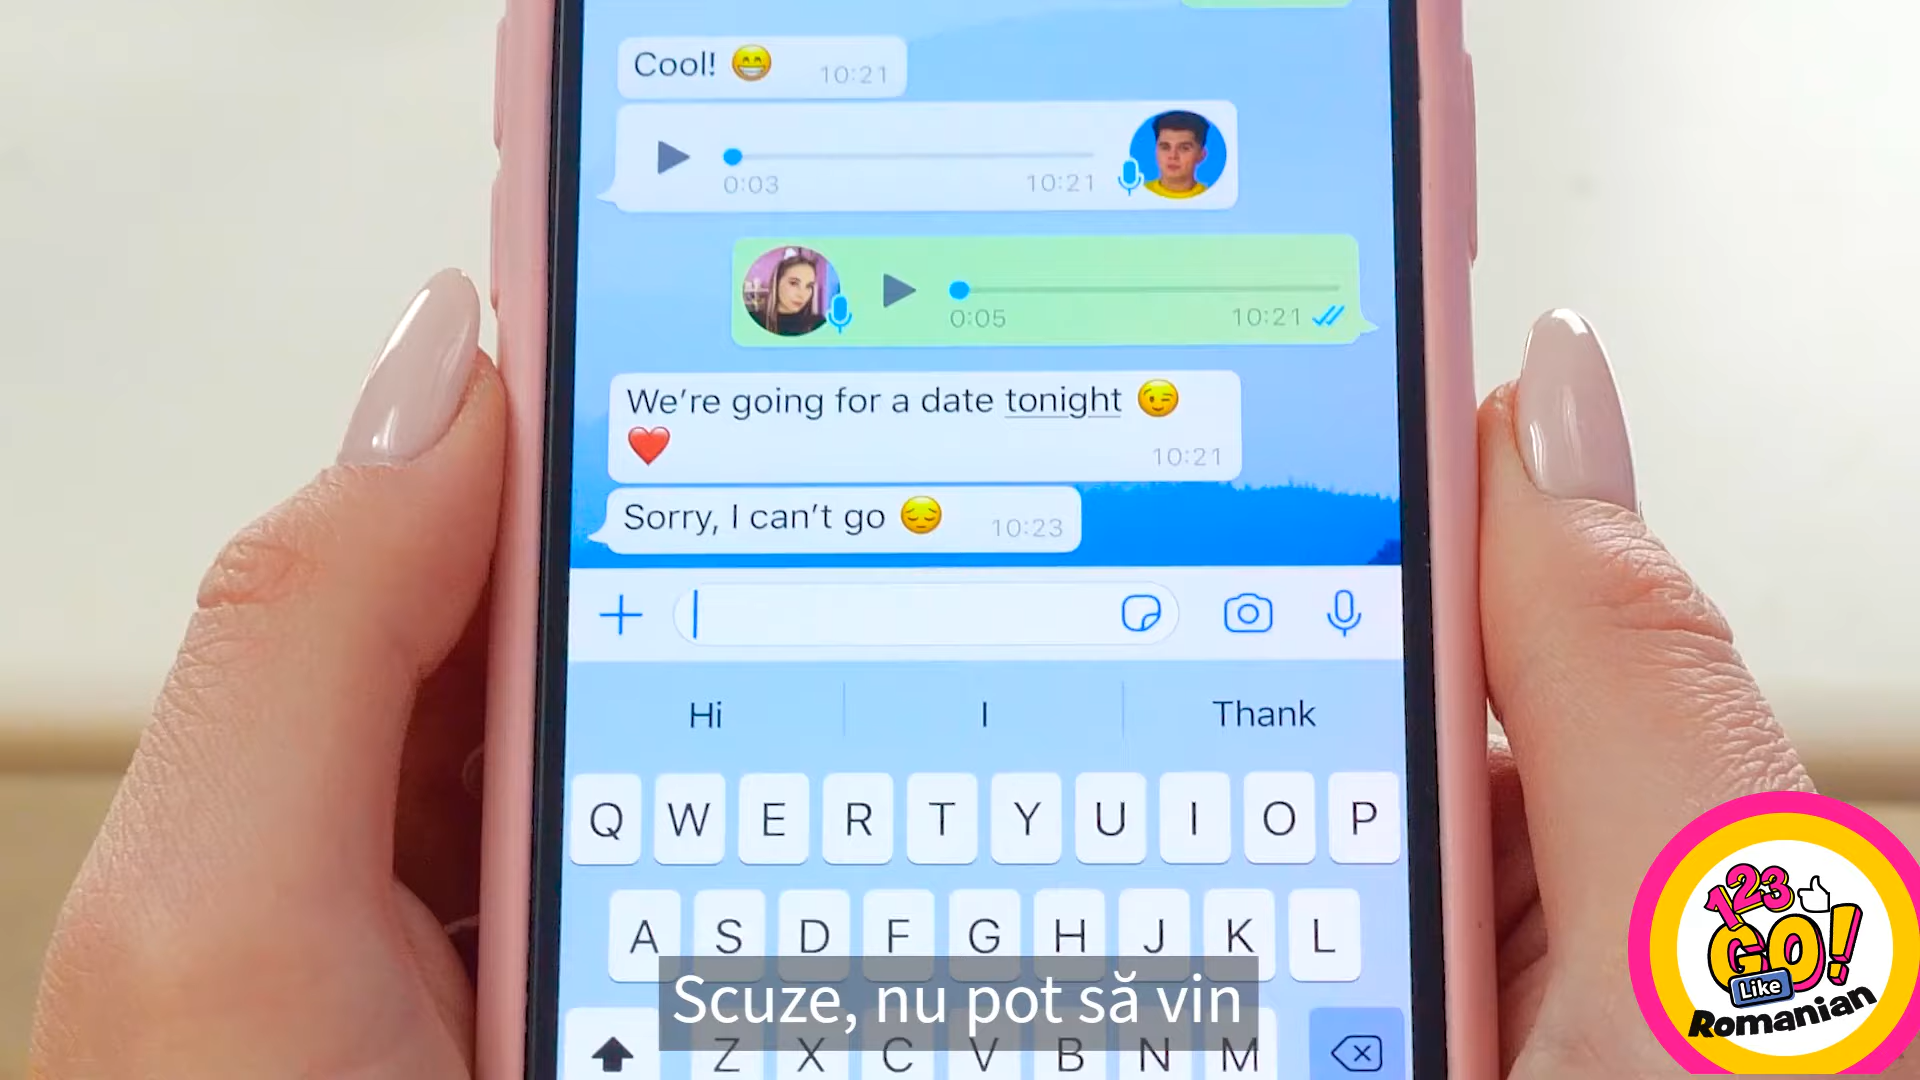 Cool! 😁 10:21
0:03 10:21
0:05 10:21
We're going for a date tonight 😉
❤️ 10:21
Sorry, I can't go 😔 10:23
Hi I Thank
Q W E R T Y U I O P
A S D F G H J K L
Scuze, nu pot să vin
Z X C V B N M
123
GO!
Like
Romanian